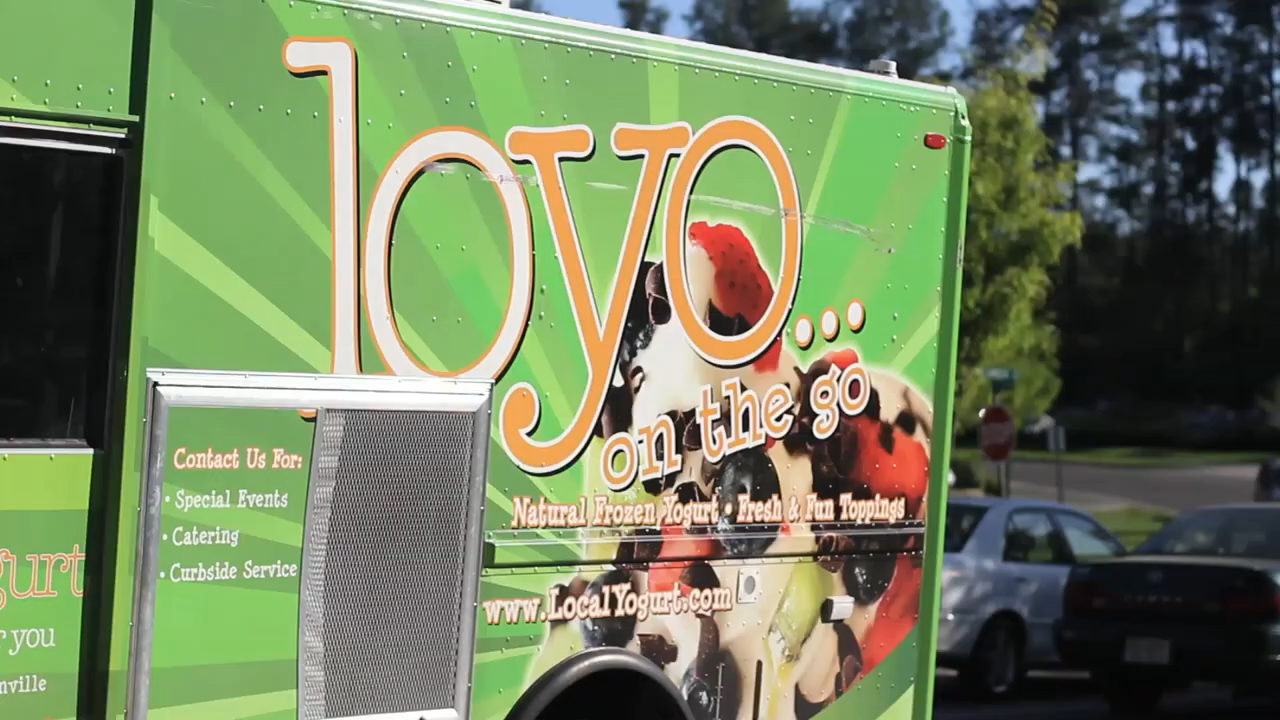 loyo...
on the go
Natural Frozen Yogurt • Fresh & Fun Toppings
www.LocalYogurt.com
Contact Us For:
• Special Events
• Catering
• Curbside Service
gurt
r you
nville